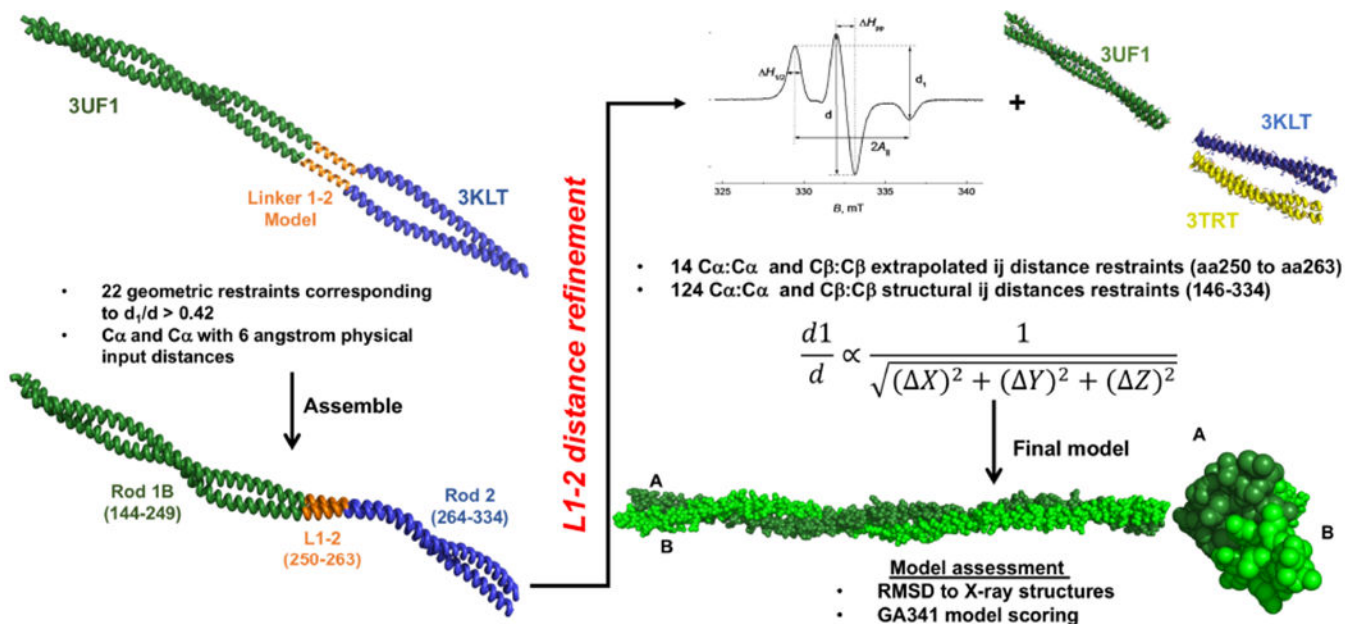 3UF1
Linker 1-2
Model
3KLT
• 22 geometric restraints corresponding
to d₁/d > 0.42
• Cα and Cα with 6 angstrom physical
input distances
Assemble
Rod 1B
(144-249)
L1-2
(250-263)
Rod 2
(264-334)
L1-2 distance refinement
ΔH_PP
ΔH_1/2
d₁
d
2A_||
325
330
335
340
B, mT
+
3UF1
3KLT
3TRT
• 14 Cα:Cα and Cβ:Cβ extrapolated ij distance restraints (aa250 to aa263)
• 124 Cα:Cα and Cβ:Cβ structural ij distances restraints (146-334)
d1/d ∝ 1/√((ΔX)² + (ΔY)² + (ΔZ)²)
Final model
A
B
A
B
Model assessment
• RMSD to X-ray structures
• GA341 model scoring